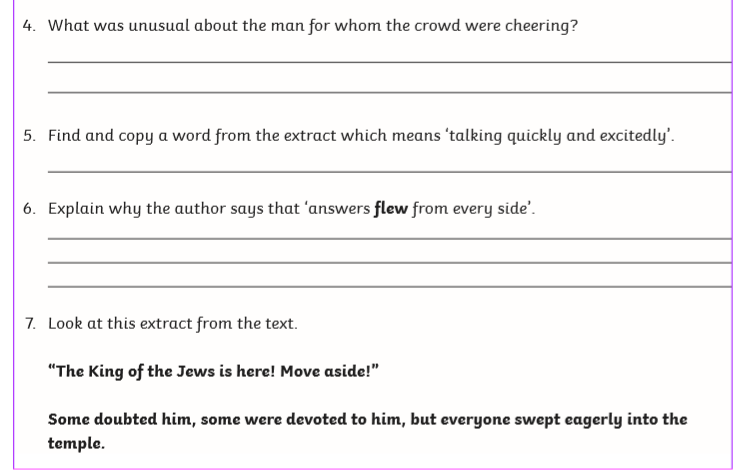 4. What was unusual about the man for whom the crowd were cheering?
5. Find and copy a word from the extract which means ‘talking quickly and excitedly’.
6. Explain why the author says that ‘answers flew from every side’.
7. Look at this extract from the text.
“The King of the Jews is here! Move aside!”
Some doubted him, some were devoted to him, but everyone swept eagerly into the
temple.